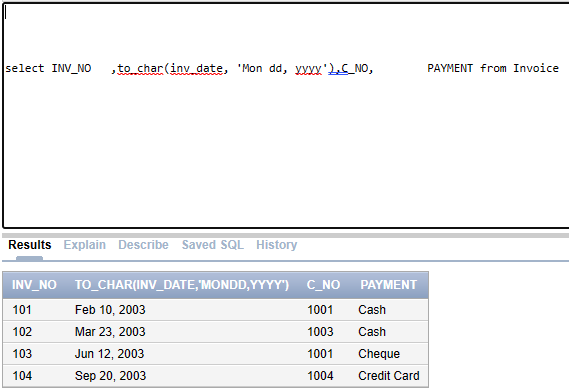 select INV_NO ,to_char(inv_date, 'Mon dd, yyyy'),C_NO, PAYMENT from Invoice
Results Explain Describe Saved SQL History
INV_NO TO_CHAR(INV_DATE,'MONDD,YYYY') C_NO PAYMENT
101 Feb 10, 2003 1001 Cash
102 Mar 23, 2003 1003 Cash
103 Jun 12, 2003 1001 Cheque
104 Sep 20, 2003 1004 Credit Card